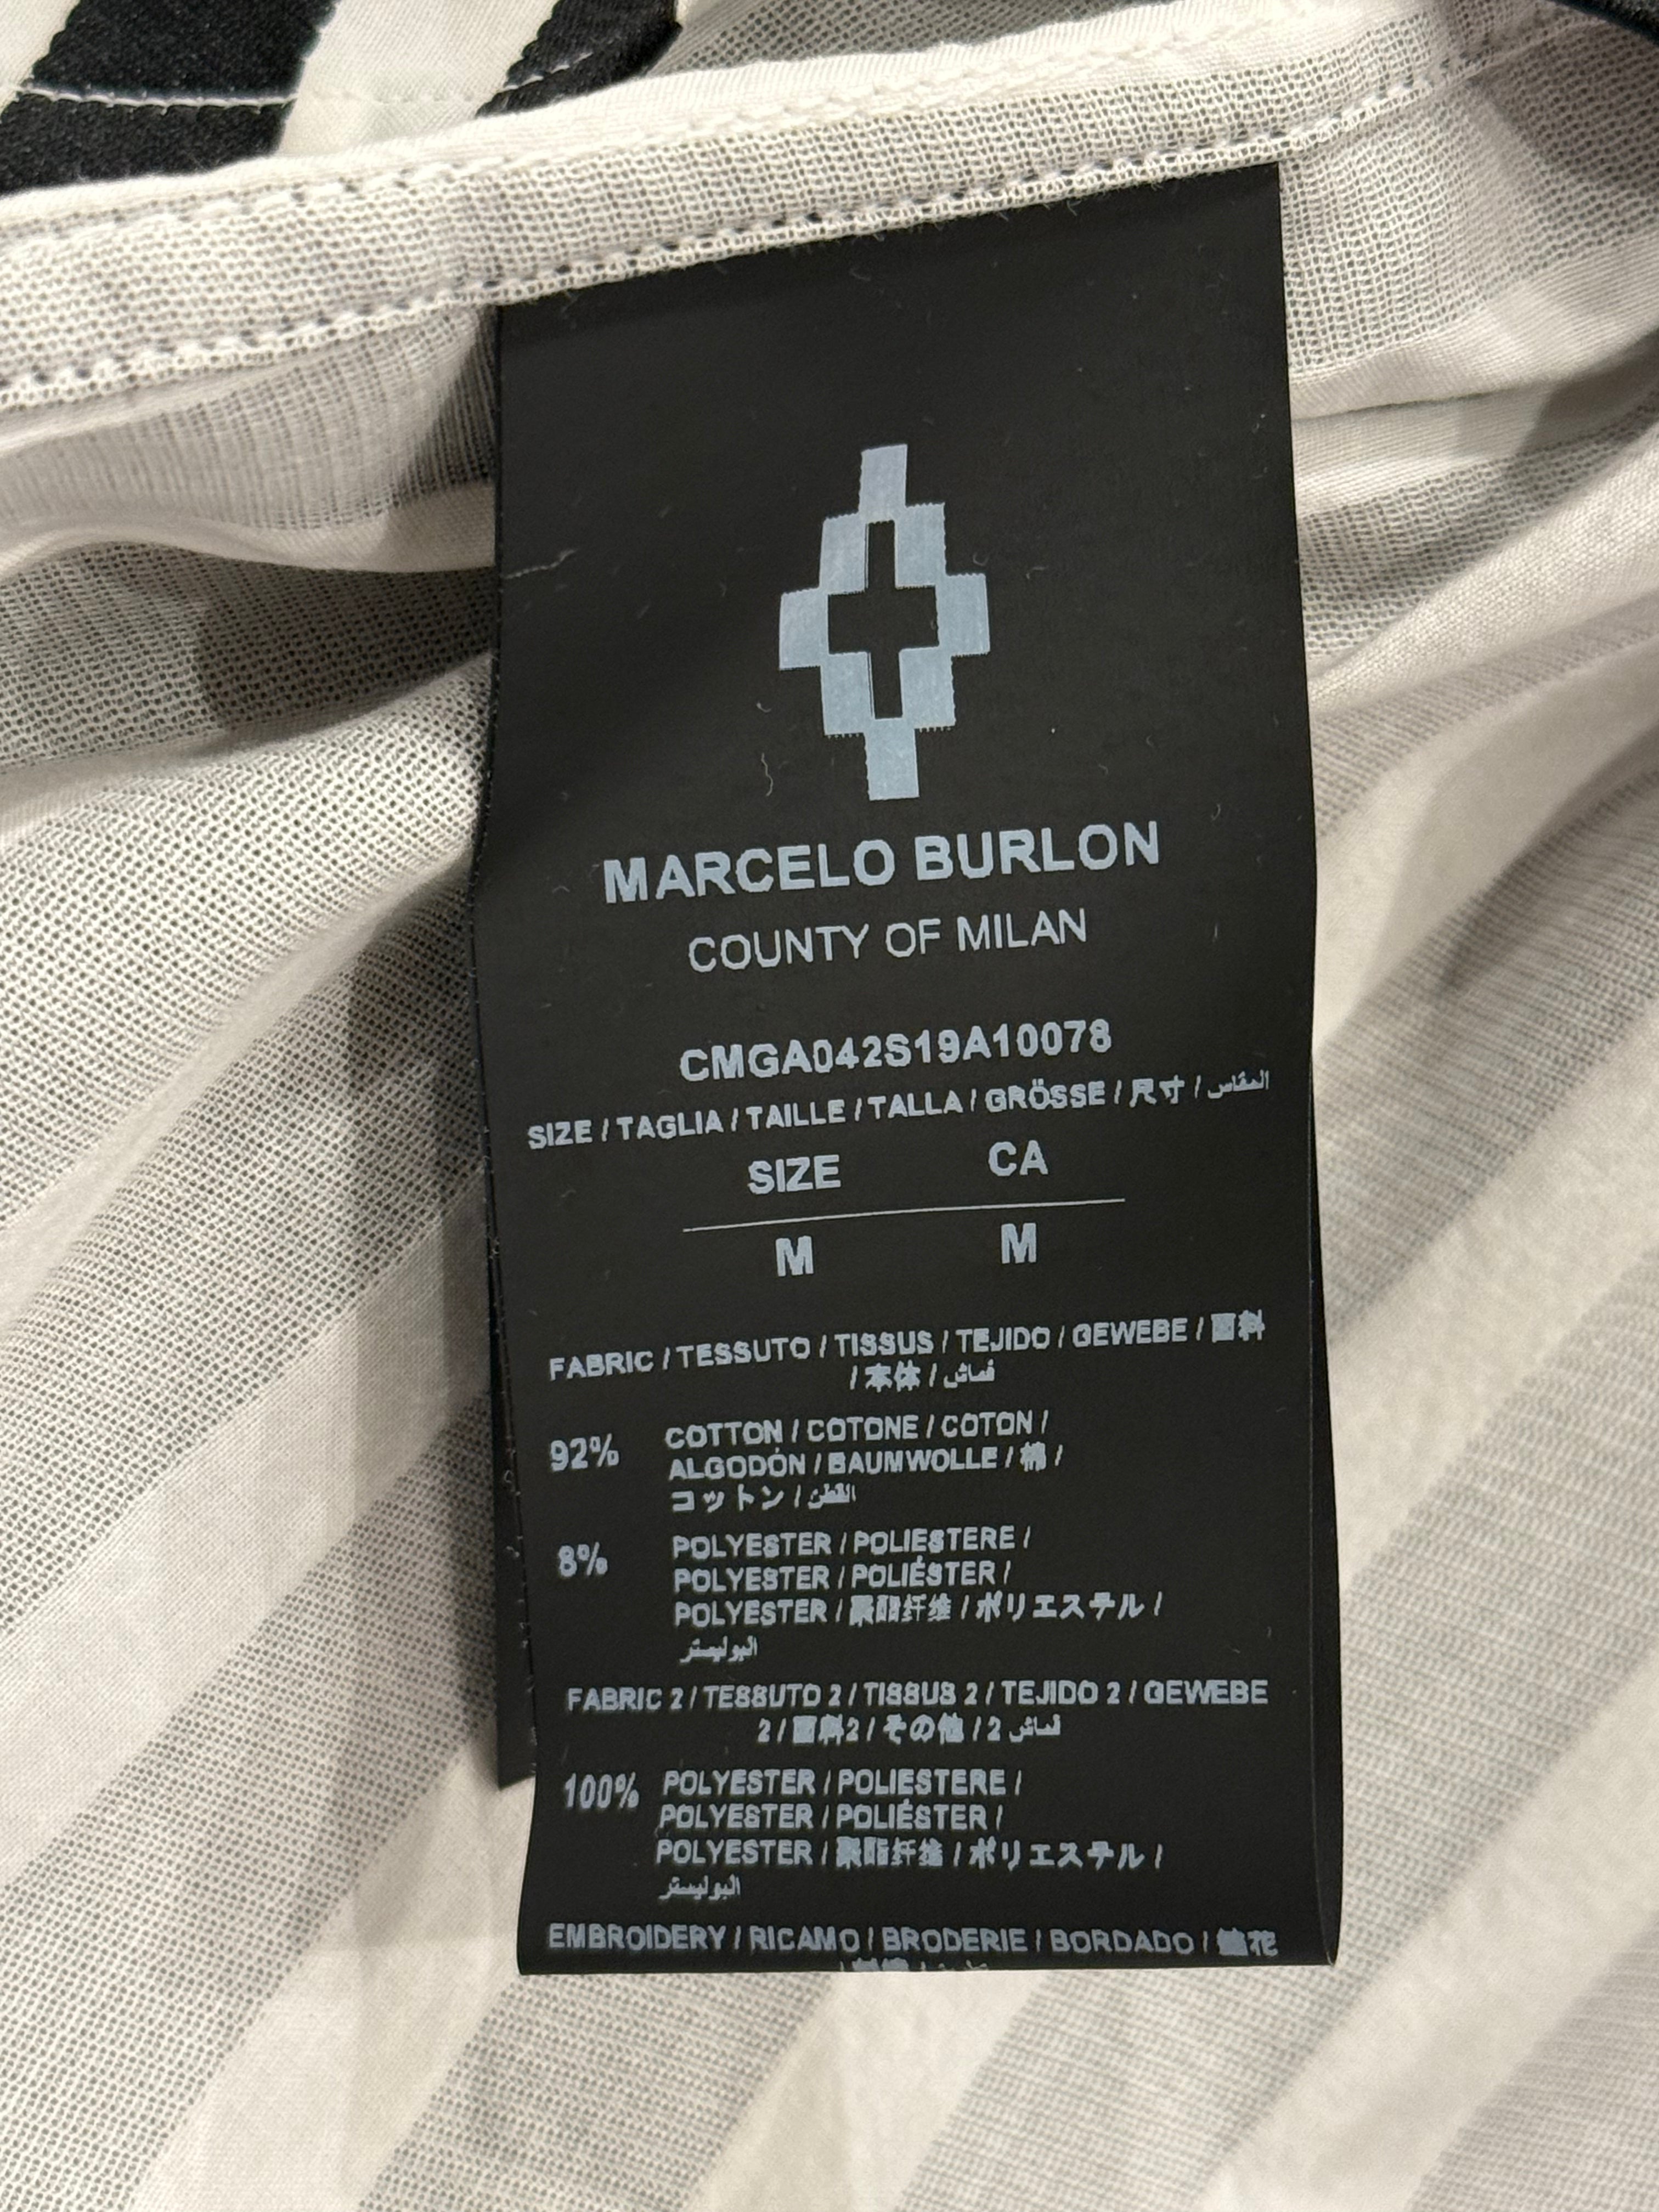 MARCELO BURLON
COUNTY OF MILAN
CMGA042S19A10078
SIZE / TAGLIA / TAILLE / TALLA / GRÖSSE / 尺寸 / المقاس
SIZE CA
M M
FABRIC / TESSUTO / TISSUS / TEJIDO / GEWEBE / 面料
/ 本体 / قماش
92% COTTON / COTONE / COTON /
ALGODÓN / BAUMWOLLE / 棉 /
コットン / القطن
8% POLYESTER / POLIESTERE /
POLYESTER / POLIÉSTER /
POLYESTER / 聚酯纤维 / ポリエステル /
البوليستر
FABRIC 2 / TESSUTO 2 / TISSUS 2 / TEJIDO 2 / GEWEBE
2 / 面料2 / その他 / 2 قماش
100% POLYESTER / POLIESTERE /
POLYESTER / POLIÉSTER /
POLYESTER / 聚酯纤维 / ポリエステル /
البوليستر
EMBROIDERY / RICAMO / BRODERIE / BORDADO / 繡花